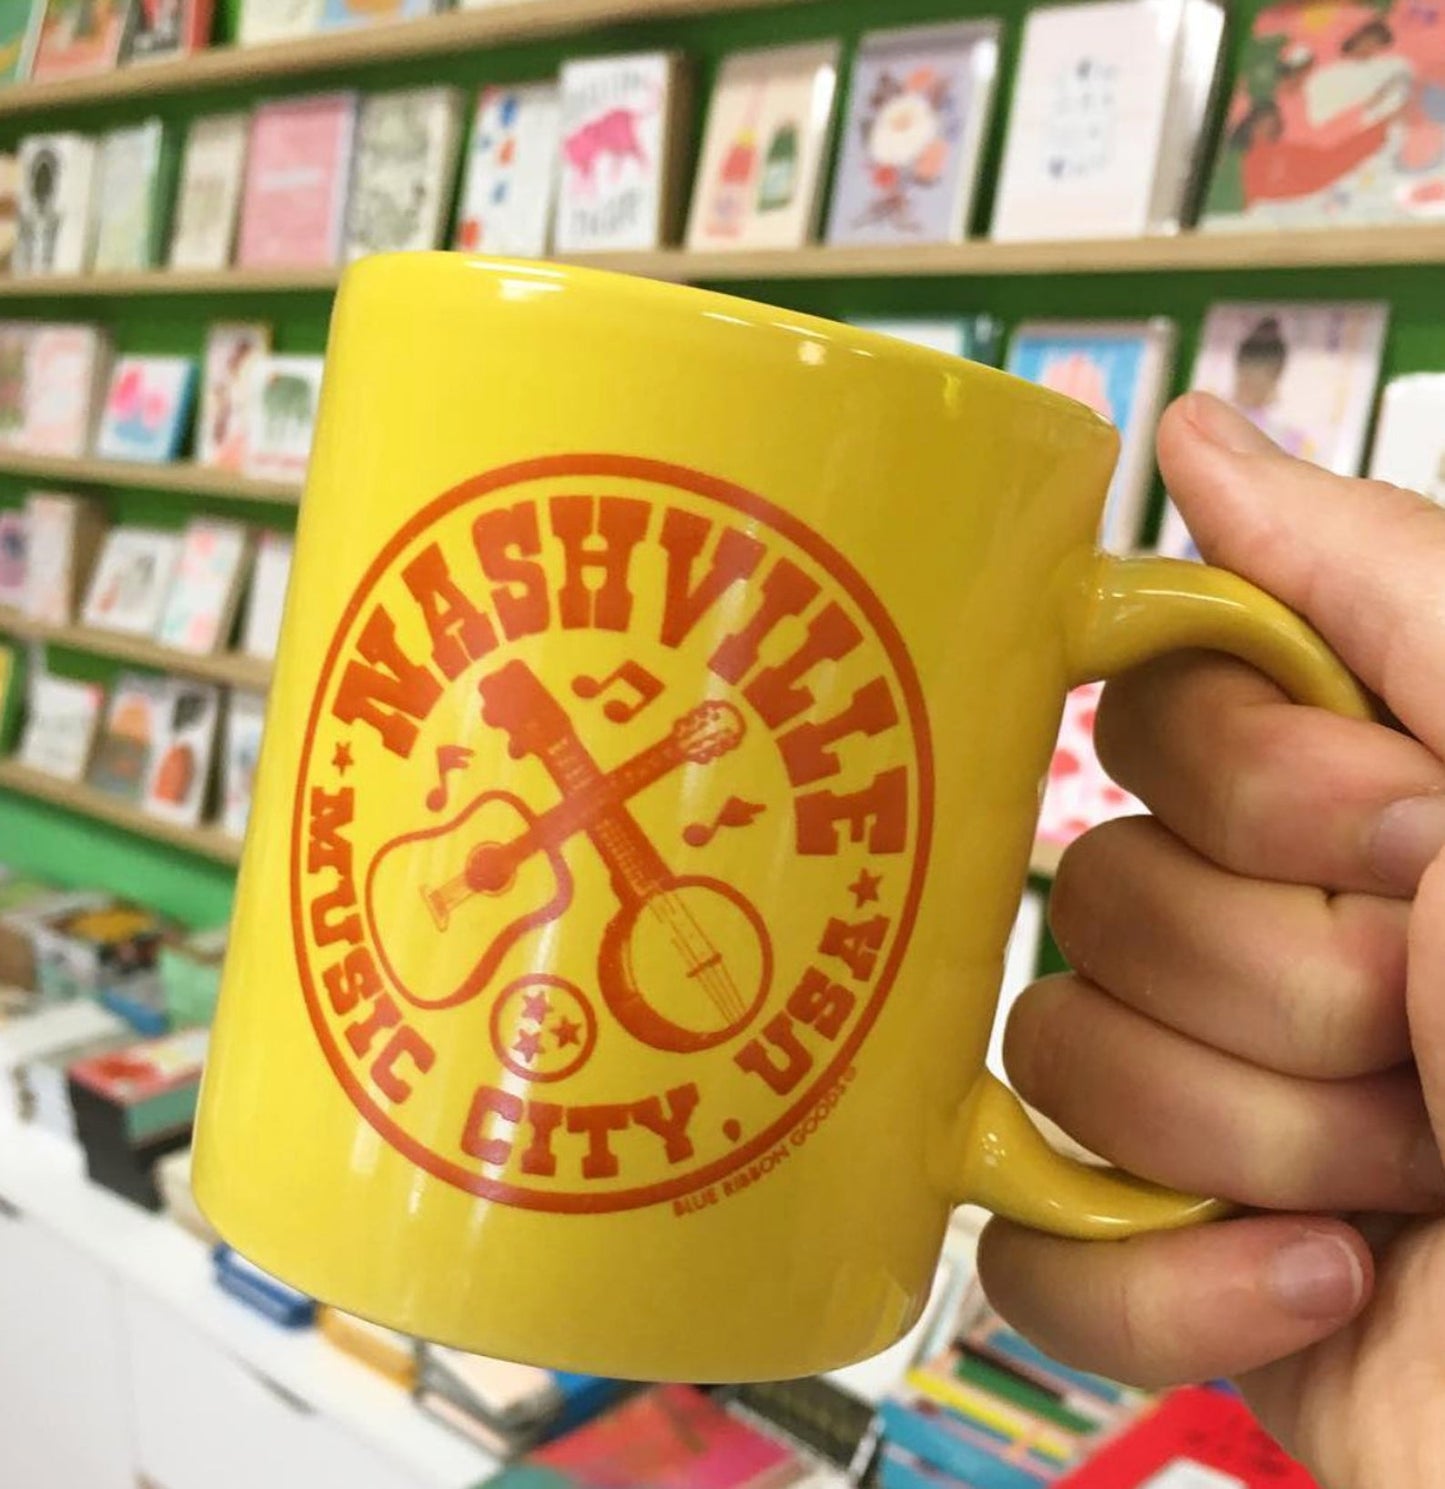 NASHVILLE
MUSIC CITY, USA
BLUE RIBBON GOODS®